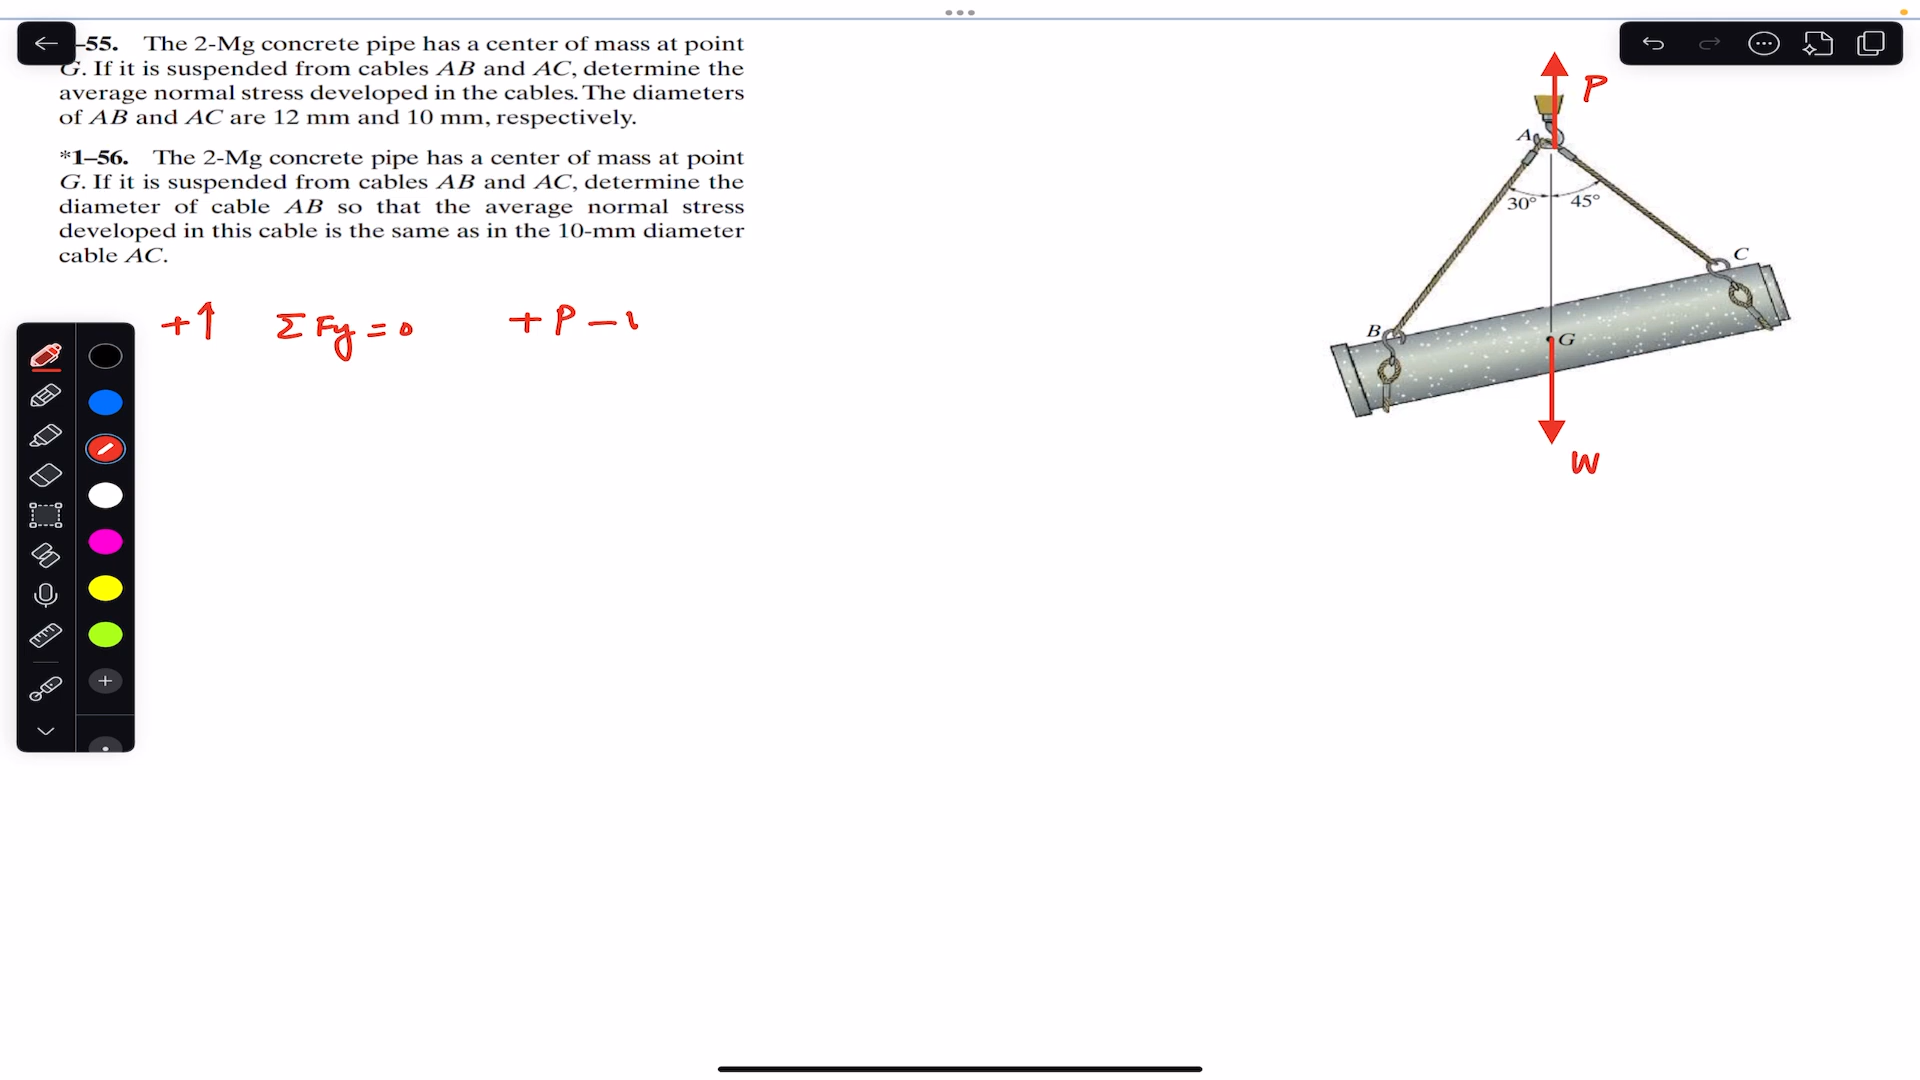 –55. The 2-Mg concrete pipe has a center of mass at point
G. If it is suspended from cables AB and AC, determine the
average normal stress developed in the cables. The diameters
of AB and AC are 12 mm and 10 mm, respectively.
*1–56. The 2-Mg concrete pipe has a center of mass at point
G. If it is suspended from cables AB and AC, determine the
diameter of cable AB so that the average normal stress
developed in this cable is the same as in the 10-mm diameter
cable AC.
+↑ ΣFy = 0 +P –
P
A
30° 45°
C
B
G
W